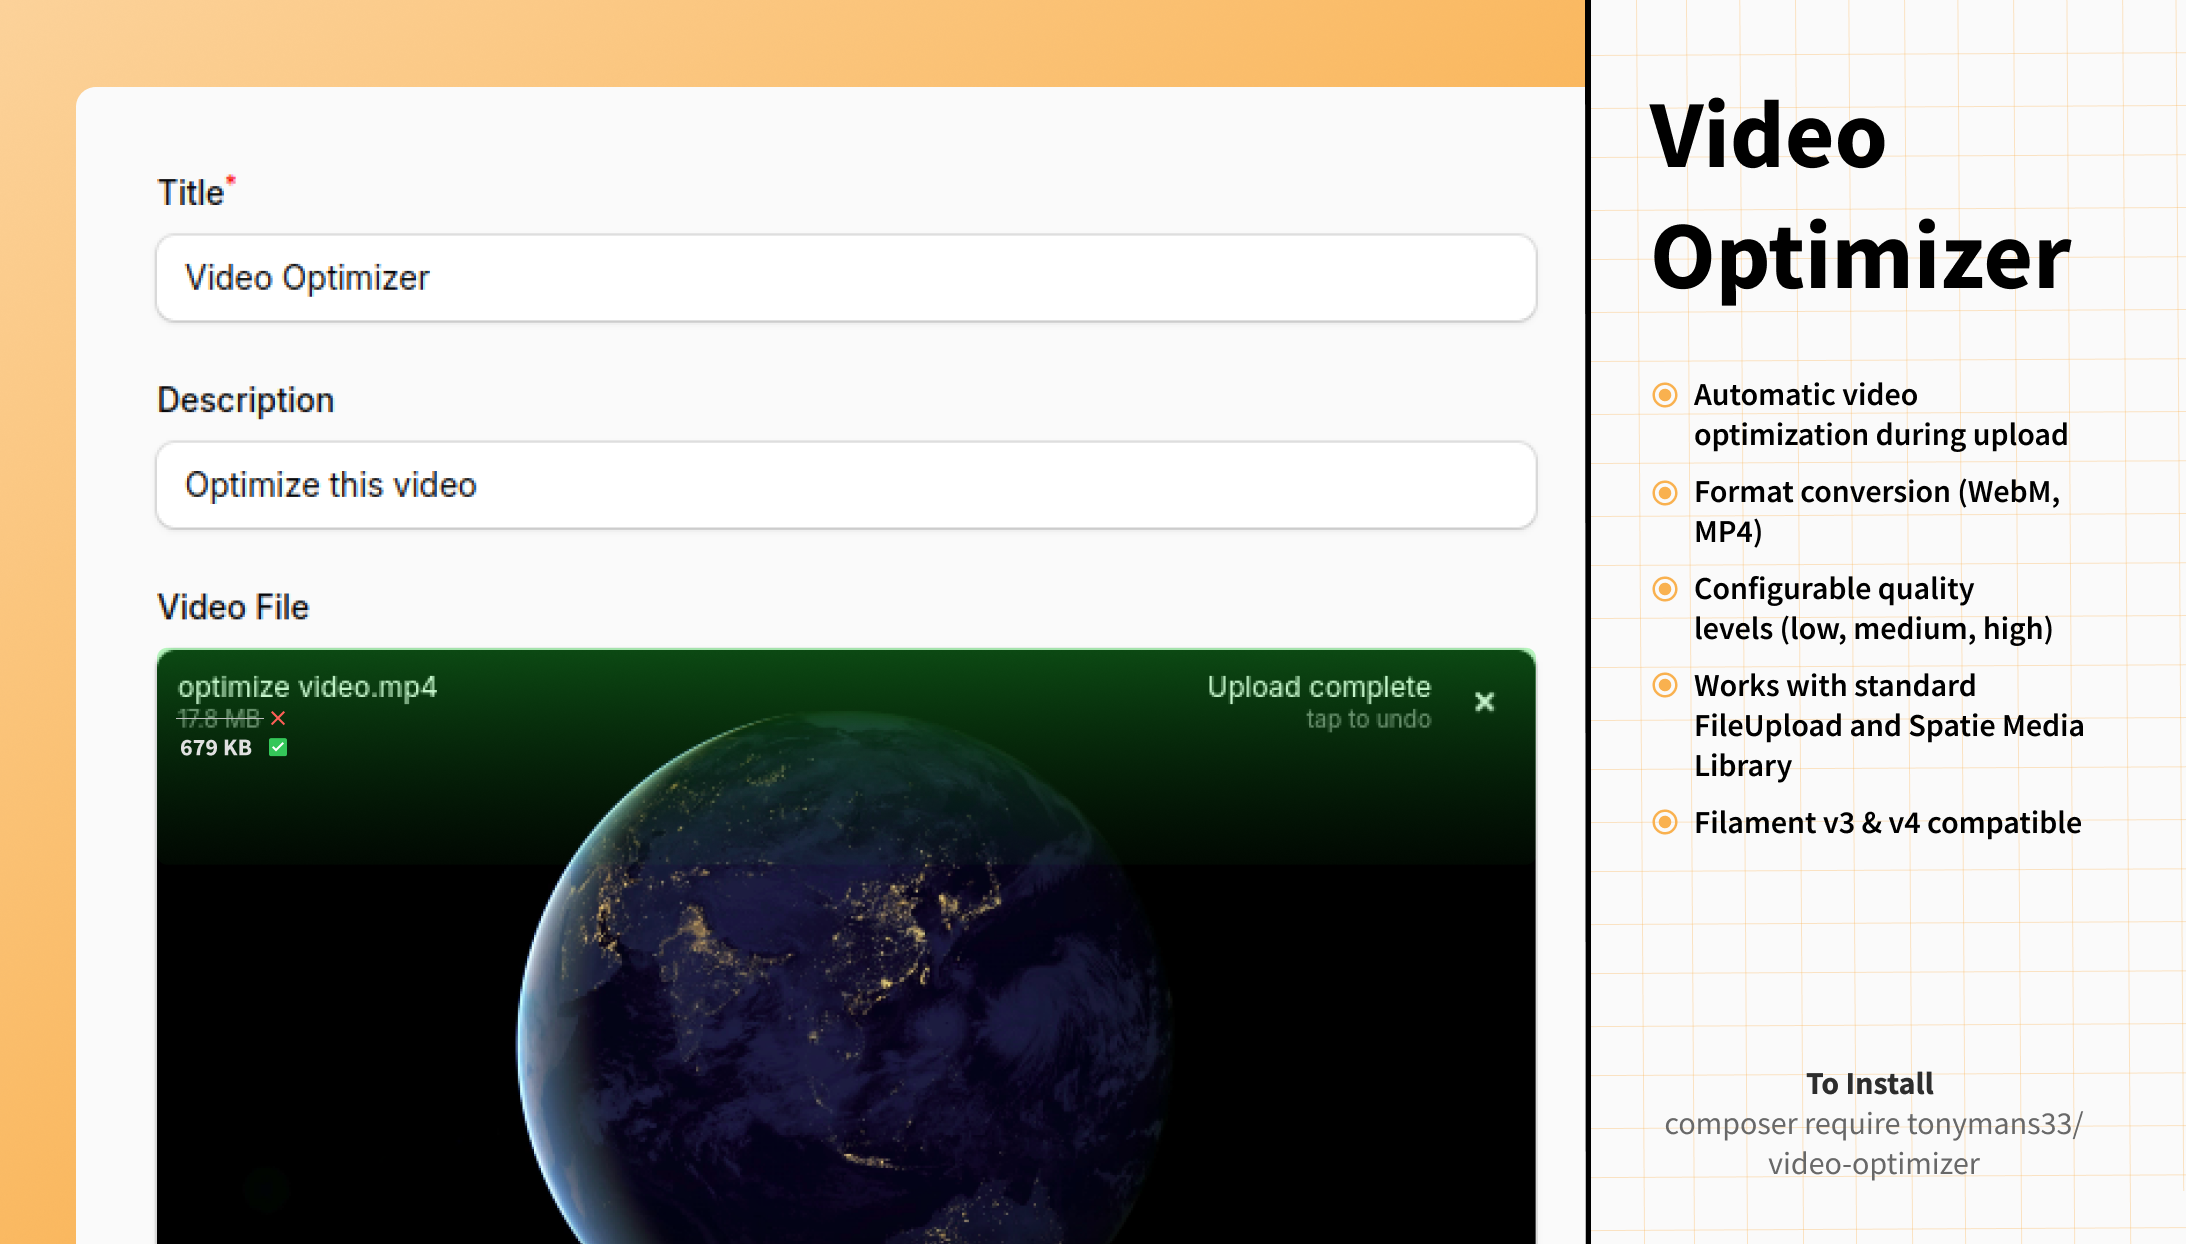 Title*
Video Optimizer
Description
Optimize this video
Video File
optimize video.mp4
17.8 MB
679 KB
Upload complete
tap to undo
Video
Optimizer
Automatic video
optimization during upload
Format conversion (WebM,
MP4)
Configurable quality
levels (low, medium, high)
Works with standard
FileUpload and Spatie Media
Library
Filament v3 & v4 compatible
To Install
composer require tonymans33/
video-optimizer